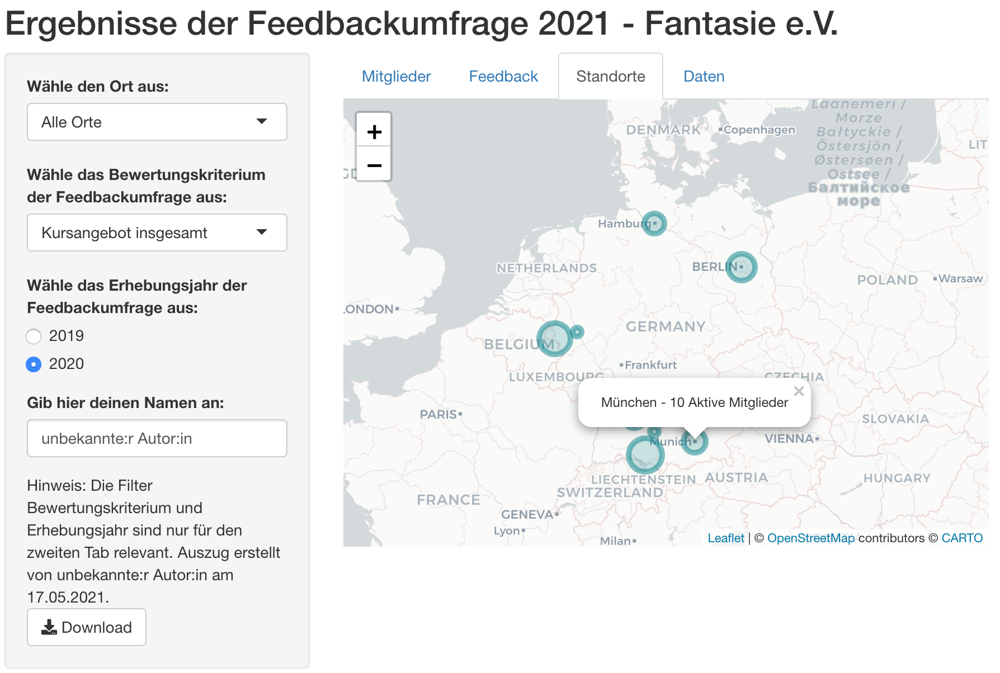 Ergebnisse der Feedbackumfrage 2021 - Fantasie e.V.
Wähle den Ort aus:
Alle Orte
Wähle das Bewertungskriterium
der Feedbackumfrage aus:
Kursangebot insgesamt
Wähle das Erhebungsjahr der
Feedbackumfrage aus:
2019
2020
Gib hier deinen Namen an:
unbekannte:r Autor:in
Hinweis: Die Filter
Bewertungskriterium und
Erhebungsjahr sind nur für den
zweiten Tab relevant. Auszug erstellt
von unbekannte:r Autor:in am
17.05.2021.
Download
Mitglieder
Feedback
Standorte
Daten
+
−
Läänemeri /
Morze
Bałtyckie /
Östersjön /
Østersøen /
Ostsee /
Балтийское
море
DENMARK
Copenhagen
LIT
GD
Hamburg
BERLIN
NETHERLANDS
POLAND
Warsaw
LONDON
GERMANY
BELGIUM
Frankfurt
LUXEMBOURG
CZECHIA
München - 10 Aktive Mitglieder
×
PARIS
SLOVAKIA
Munich
VIENNA
LIECHTENSTEIN
AUSTRIA
HUNGARY
SWITZERLAND
FRANCE
GENEVA
Lyon
Milan
Leaflet | © OpenStreetMap contributors © CARTO